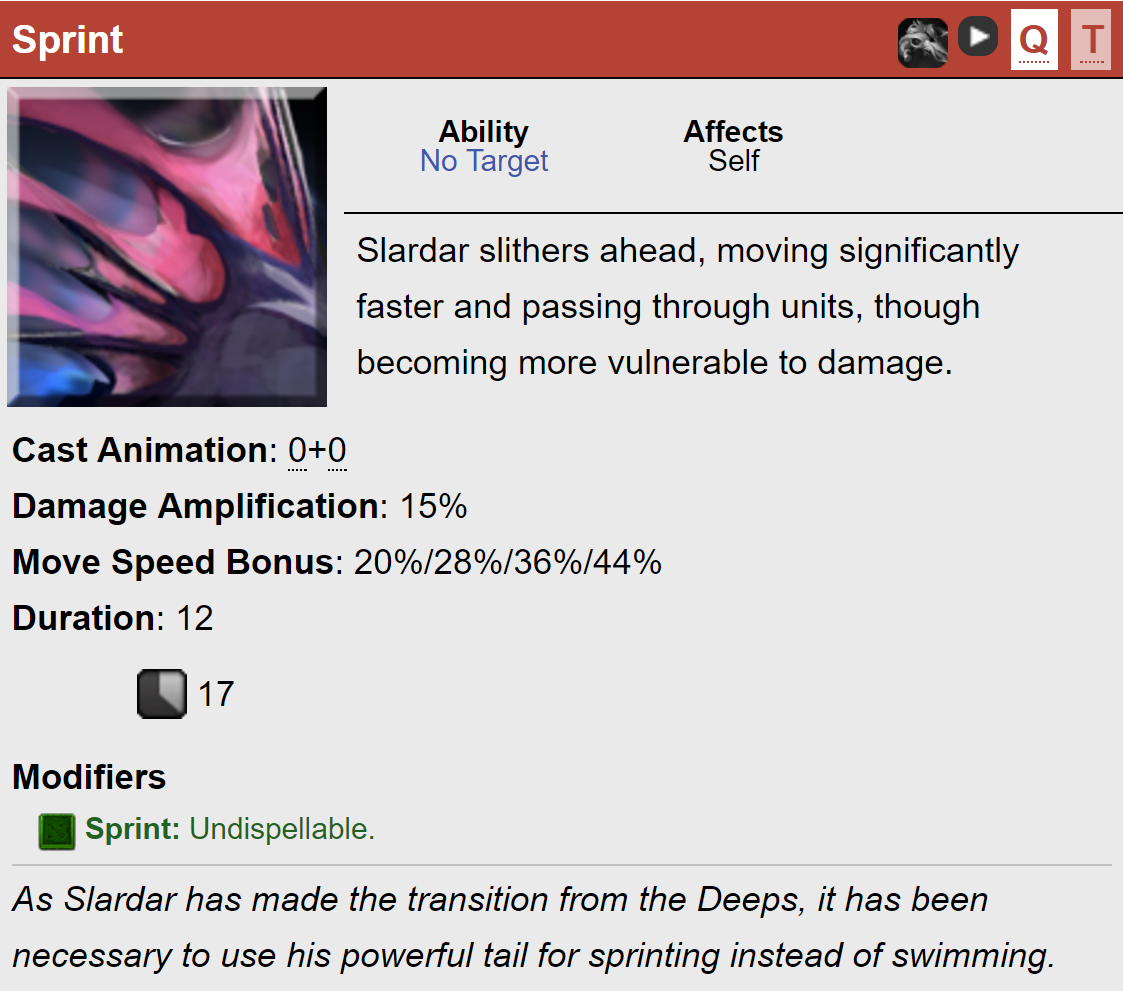 Sprint
Q T
Ability Affects
No Target Self
Slardar slithers ahead, moving significantly
faster and passing through units, though
becoming more vulnerable to damage.
Cast Animation: 0+0
Damage Amplification: 15%
Move Speed Bonus: 20%/28%/36%/44%
Duration: 12
17
Modifiers
Sprint: Undispellable.
As Slardar has made the transition from the Deeps, it has been
necessary to use his powerful tail for sprinting instead of swimming.